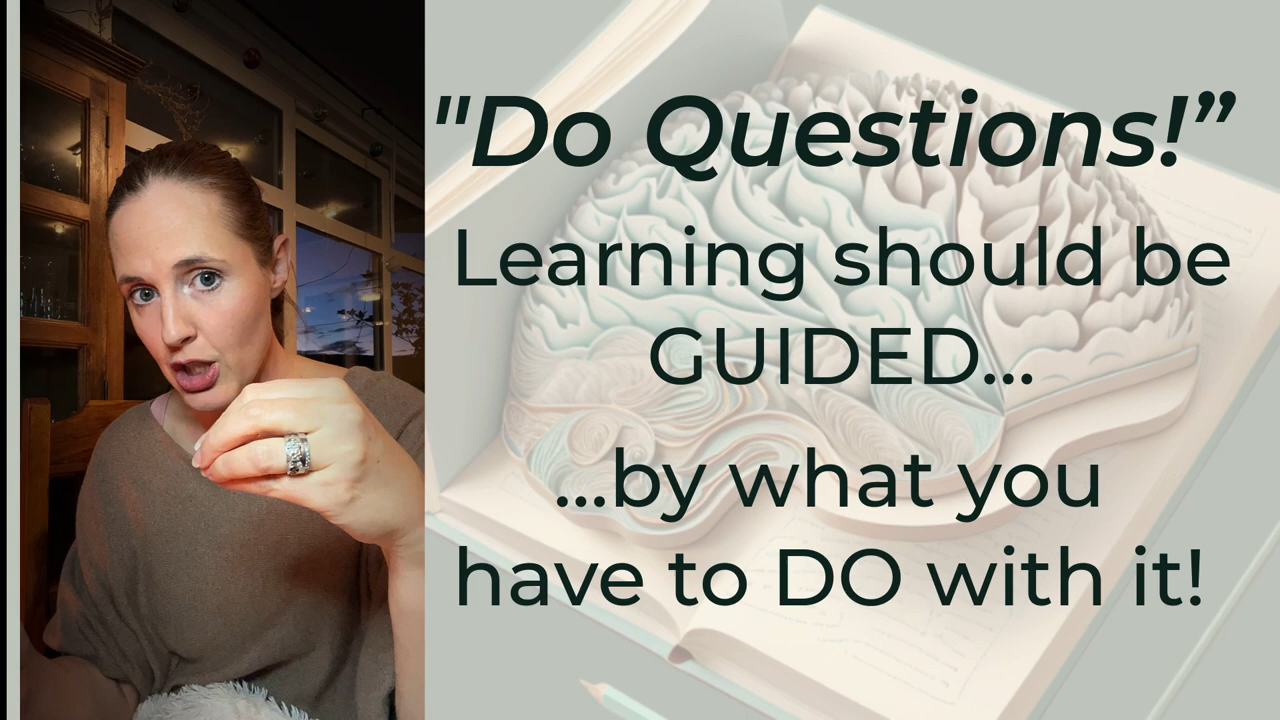 "Do Questions!”
Learning should be
GUIDED...
...by what you
have to DO with it!